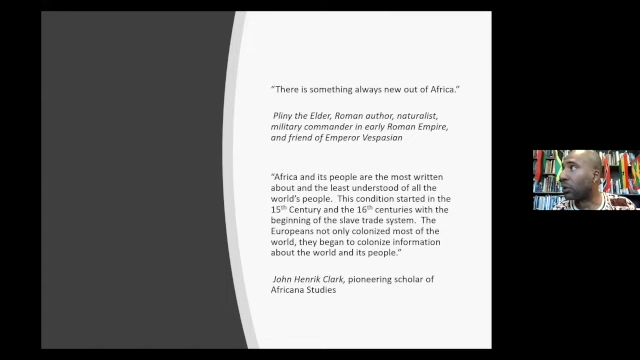 “There is something always new out of Africa.”
Pliny the Elder, Roman author, naturalist,
military commander in early Roman Empire,
and friend of Emperor Vespasian
“Africa and its people are the most written
about and the least understood of all the
world’s people.  This condition started in the
15th Century and the 16th centuries with the
beginning of the slave trade system.  The
Europeans not only colonized most of the
world, they began to colonize information
about the world and its people.”
John Henrik Clark, pioneering scholar of
Africana Studies